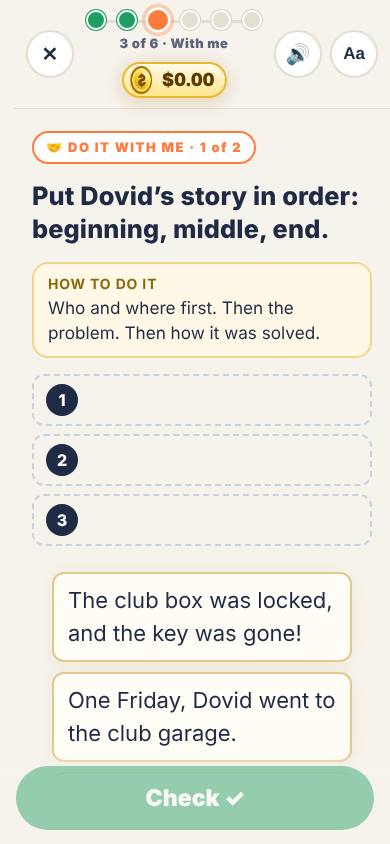 3 of 6 · With me
$0.00
Aa
DO IT WITH ME · 1 of 2
Put Dovid’s story in order:
beginning, middle, end.
HOW TO DO IT
Who and where first. Then the
problem. Then how it was solved.
1
2
3
The club box was locked,
and the key was gone!
One Friday, Dovid went to
the club garage.
Check ✓